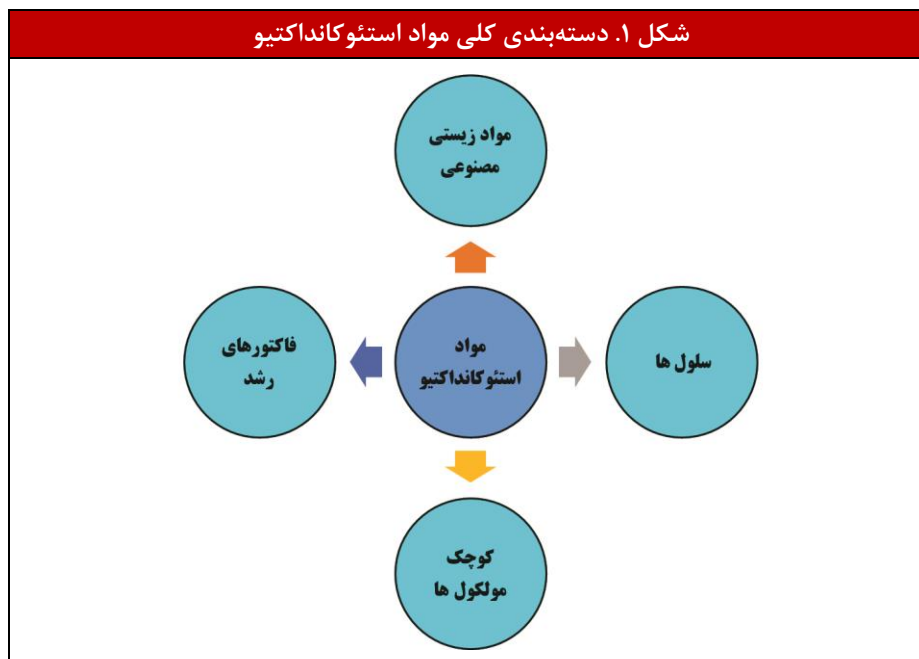 شکل ۱. دسته‌بندی کلی مواد استئوکانداکتیو
مواد زیستی
مصنوعی
فاکتورهای
رشد
مواد
استئوکانداکتیو
سلول ها
کوچک
مولکول ها